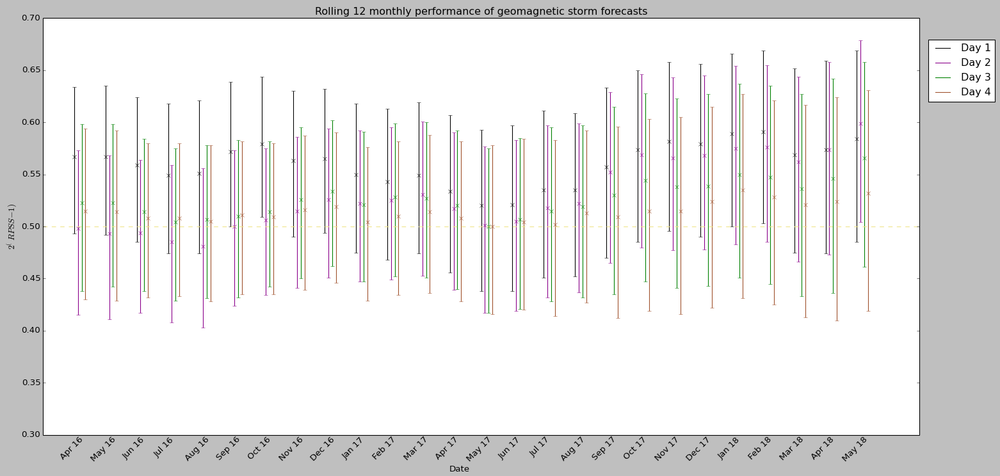 Rolling 12 monthly performance of geomagnetic storm forecasts
0.70
0.65
0.60
0.55
0.50
0.45
0.40
0.35
0.30
2^( RPSS−1)
Apr 16
May 16
Jun 16
Jul 16
Aug 16
Sep 16
Oct 16
Nov 16
Dec 16
Jan 17
Feb 17
Mar 17
Apr 17
May 17
Jun 17
Jul 17
Aug 17
Sep 17
Oct 17
Nov 17
Dec 17
Jan 18
Feb 18
Mar 18
Apr 18
May 18
Date
Day 1
Day 2
Day 3
Day 4